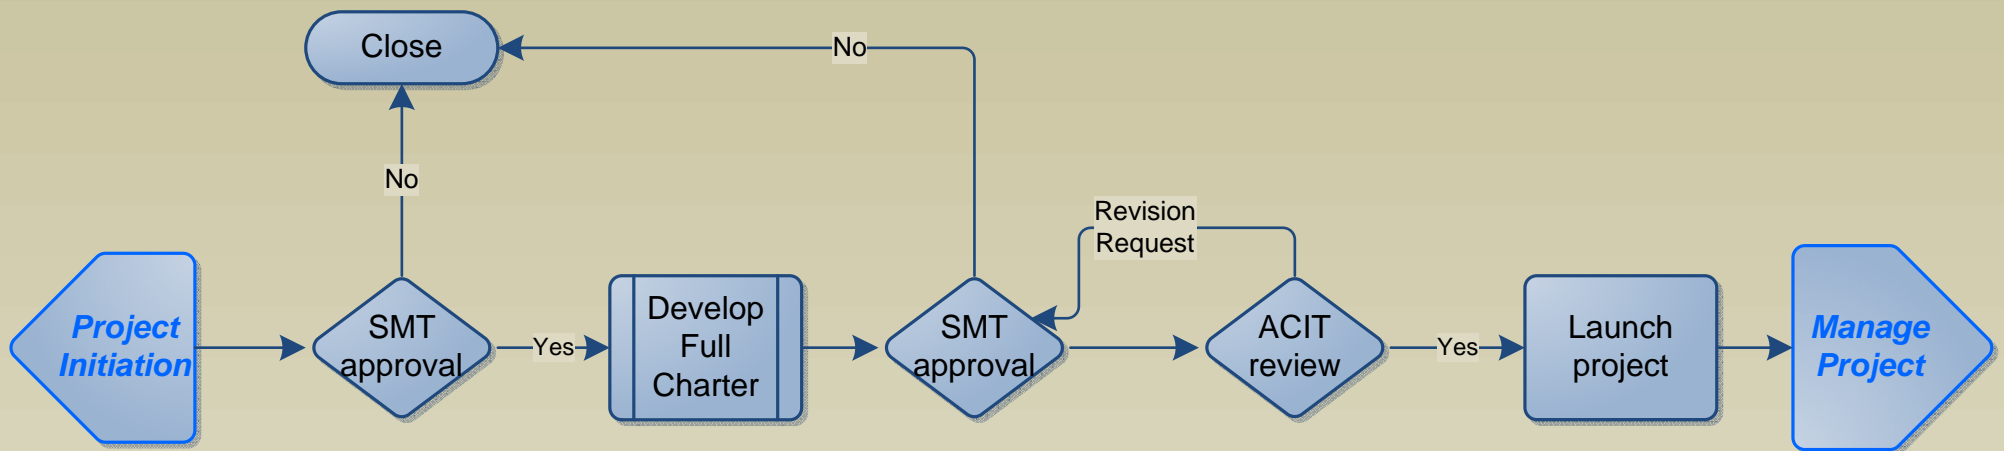 Close
No
No
Revision
Request
Project
Initiation
SMT
approval
Yes
Develop
Full
Charter
SMT
approval
ACIT
review
Yes
Launch
project
Manage
Project